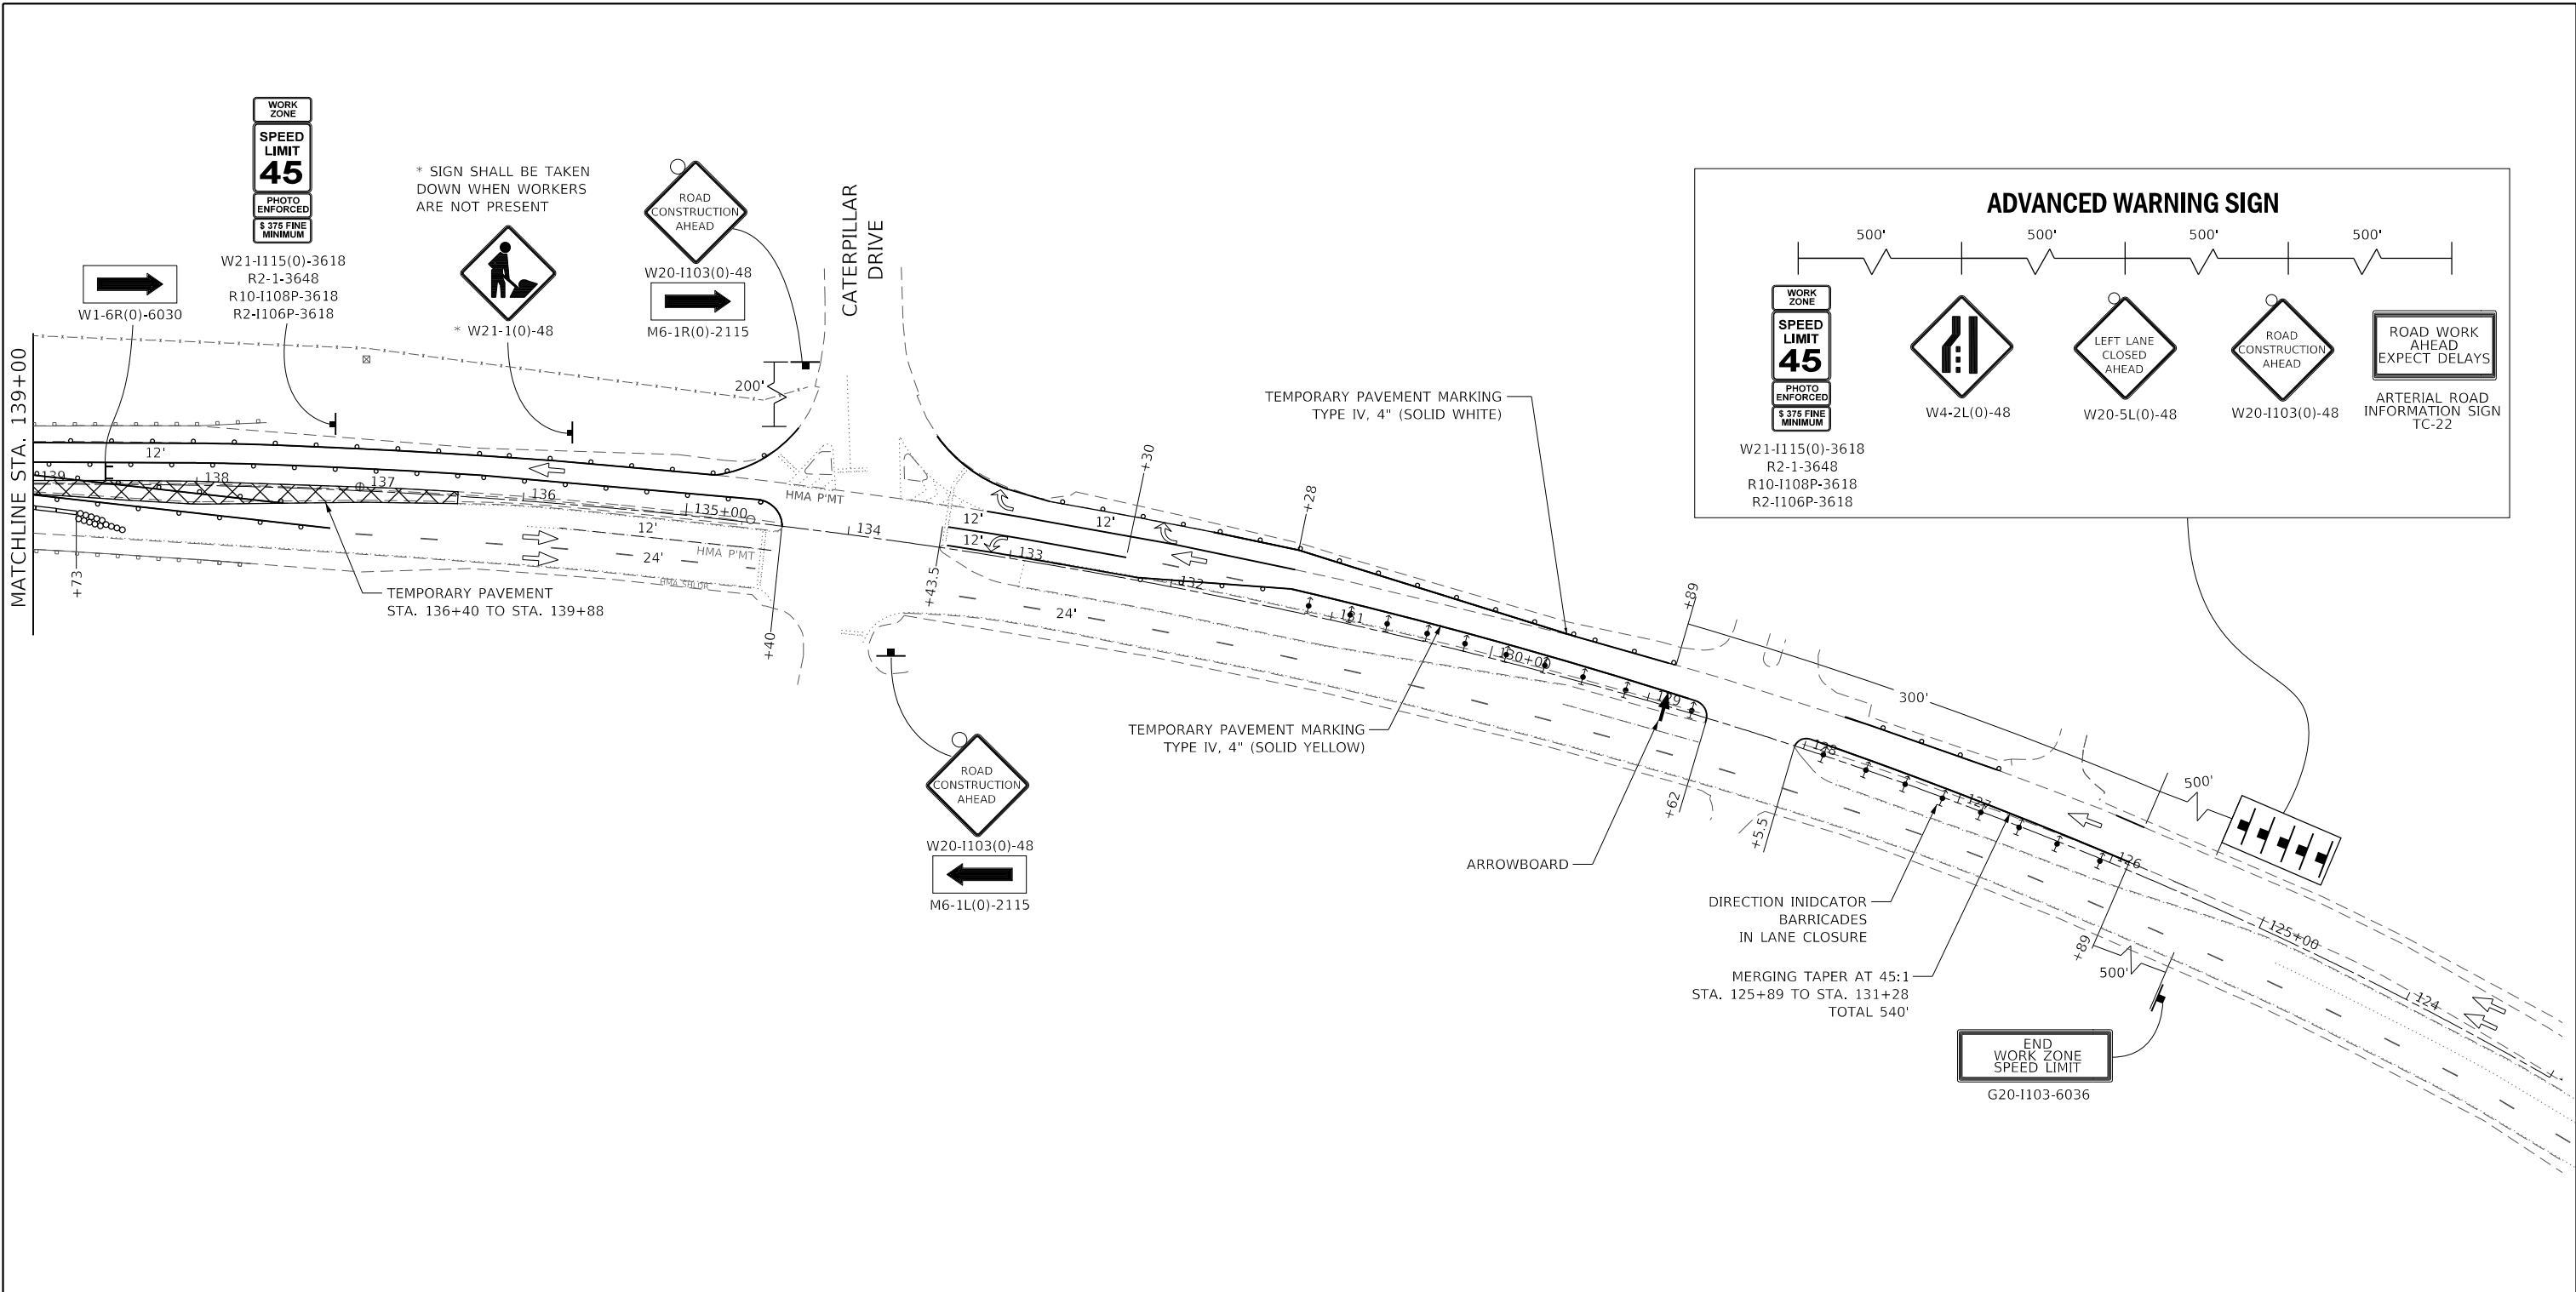 WORK
ZONE
SPEED
LIMIT
45
PHOTO
ENFORCED
$ 375 FINE
MINIMUM
W21-I115(0)-3618
R2-1-3648
R10-I108P-3618
R2-I106P-3618
W1-6R(0)-6030
* SIGN SHALL BE TAKEN
DOWN WHEN WORKERS
ARE NOT PRESENT
* W21-1(0)-48
ROAD
CONSTRUCTION
AHEAD
W20-I103(0)-48
M6-1R(0)-2115
CATERPILLAR
DRIVE
200'
ADVANCED WARNING SIGN
500'
500'
500'
500'
WORK
ZONE
SPEED
LIMIT
45
PHOTO
ENFORCED
$ 375 FINE
MINIMUM
W21-I115(0)-3618
R2-1-3648
R10-I108P-3618
R2-I106P-3618
W4-2L(0)-48
LEFT LANE
CLOSED
AHEAD
W20-5L(0)-48
ROAD
CONSTRUCTION
AHEAD
W20-I103(0)-48
ROAD WORK
AHEAD
EXPECT DELAYS
ARTERIAL ROAD
INFORMATION SIGN
TC-22
MATCHLINE STA. 139+00
12'
139
138
137
136
135+00
134
133
132
131
130+00
129
128
127
126
125+00
124
HMA P'MT
12'
24'
HMA P'MT
HMA SHLDR
+73
+40
TEMPORARY PAVEMENT
STA. 136+40 TO STA. 139+88
12'
12'
12'
+43.5
+30
+28
24'
TEMPORARY PAVEMENT MARKING
TYPE IV, 4" (SOLID WHITE)
TEMPORARY PAVEMENT MARKING
TYPE IV, 4" (SOLID YELLOW)
+89
300'
500'
+62
+5.5
ARROWBOARD
DIRECTION INIDCATOR
BARRICADES
IN LANE CLOSURE
MERGING TAPER AT 45:1
STA. 125+89 TO STA. 131+28
TOTAL 540'
+89
500'
END
WORK ZONE
SPEED LIMIT
G20-I103-6036
ROAD
CONSTRUCTION
AHEAD
W20-I103(0)-48
M6-1L(0)-2115